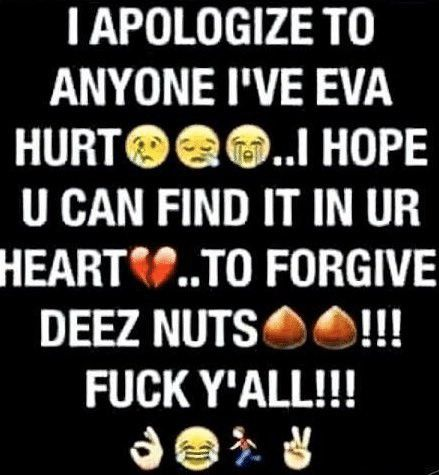 I APOLOGIZE TO
ANYONE I'VE EVA
HURT😢😪😭..I HOPE
U CAN FIND IT IN UR
HEART💔..TO FORGIVE
DEEZ NUTS🌰🌰!!!
FUCK Y'ALL!!!
👌😂🏃✌